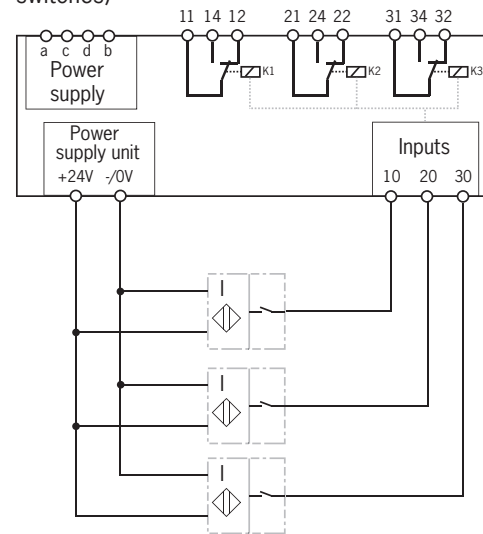 switches)
11 14 12 21 24 22 31 34 32
a c d b
K1 K2 K3
Power
supply
Power
supply unit
+24V -/0V
Inputs
10 20 30
I
I
I